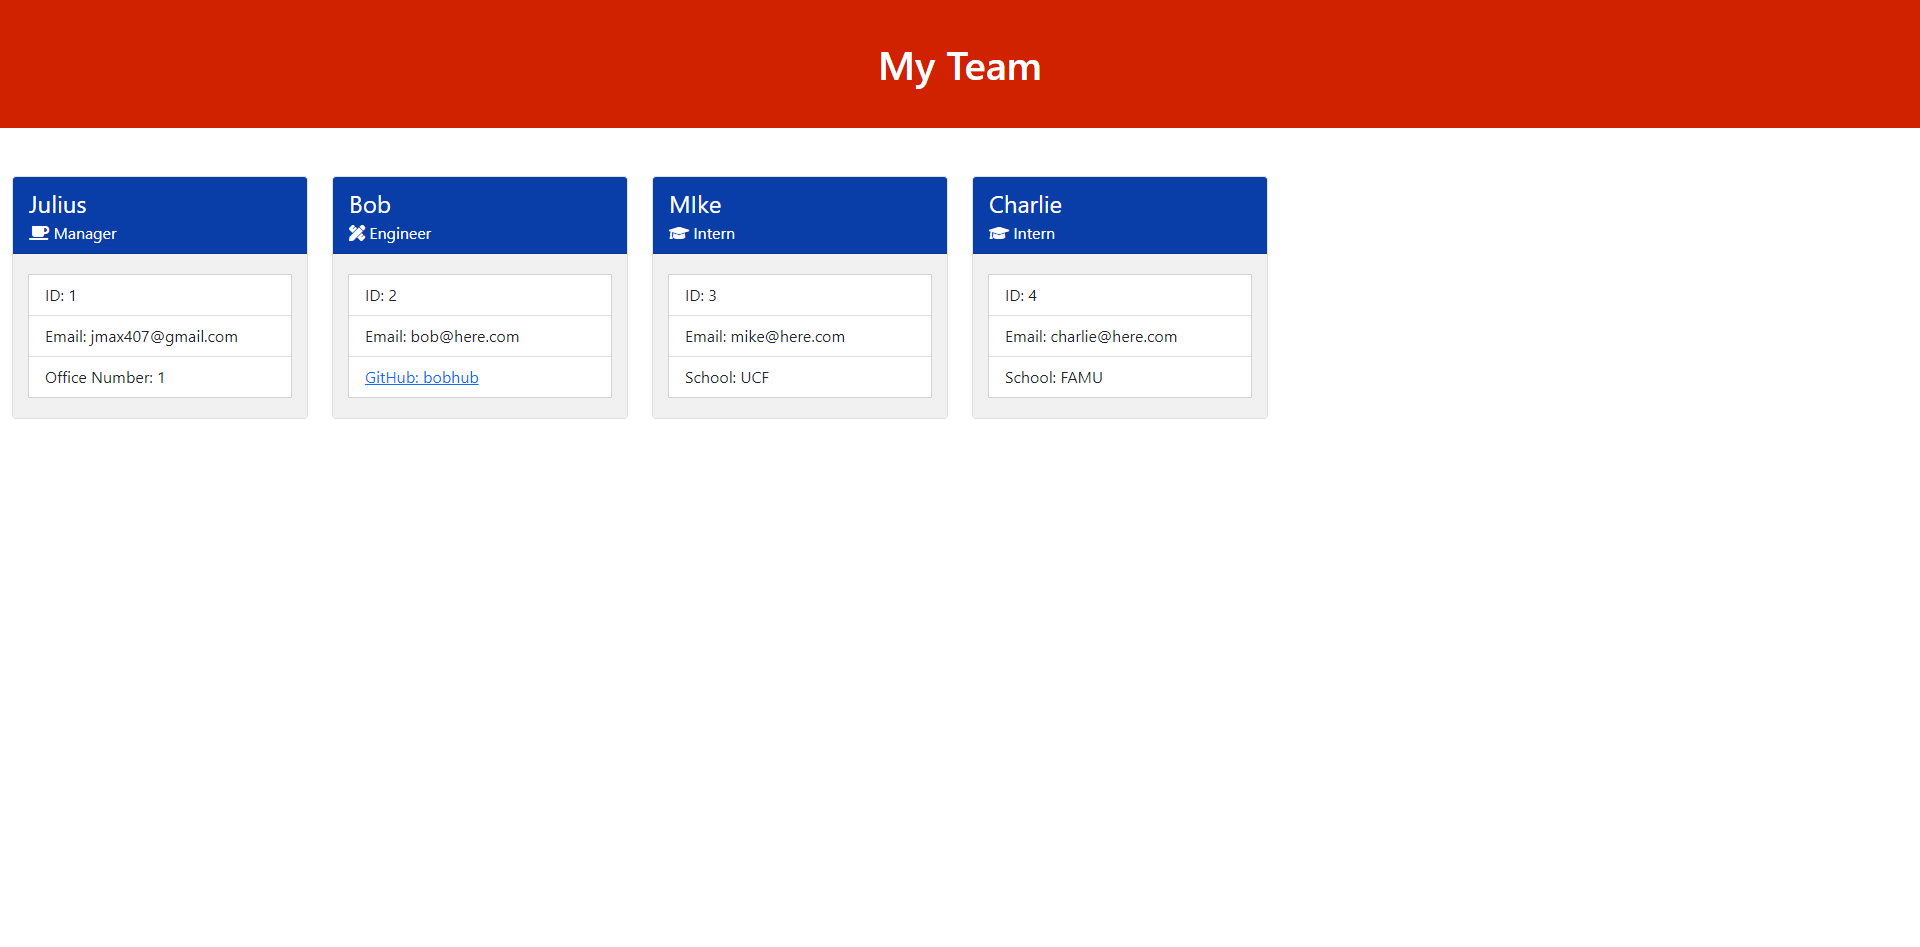 My Team
Julius
Manager
ID: 1
Email: jmax407@gmail.com
Office Number: 1
Bob
Engineer
ID: 2
Email: bob@here.com
GitHub: bobhub
MIke
Intern
ID: 3
Email: mike@here.com
School: UCF
Charlie
Intern
ID: 4
Email: charlie@here.com
School: FAMU